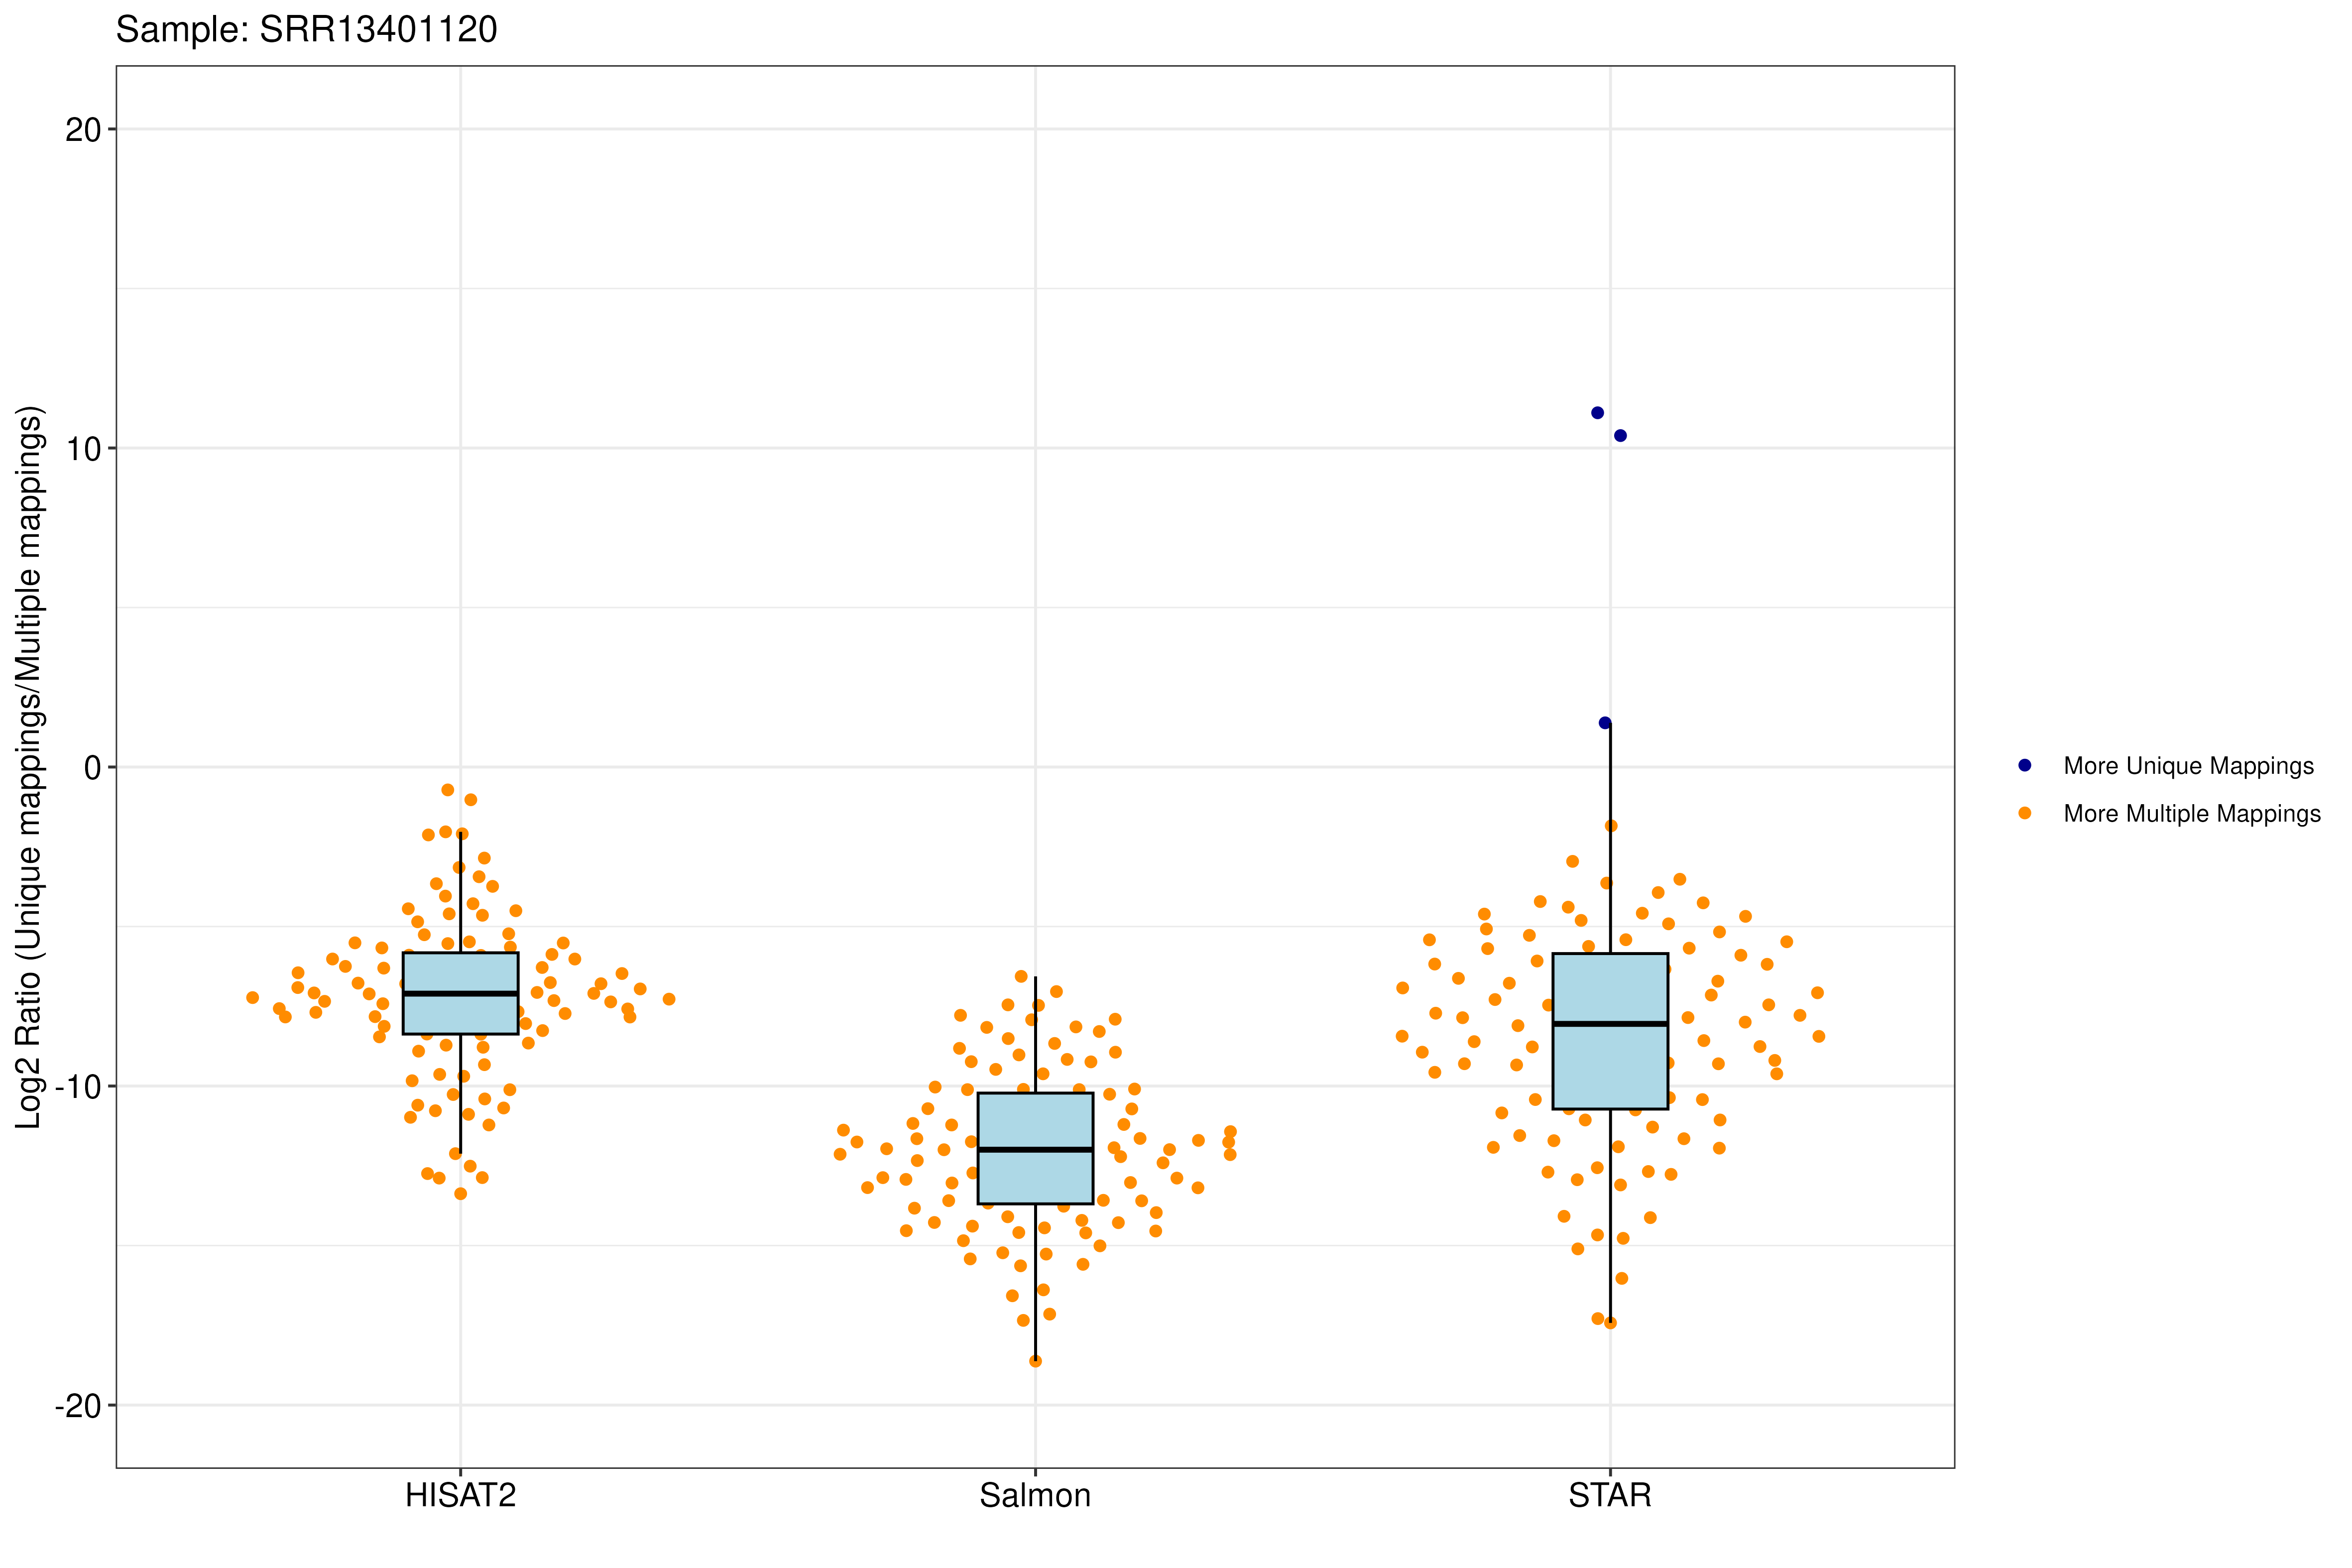 Sample: SRR13401120
Log2 Ratio (Unique mappings/Multiple mappings)
20
10
0
-10
-20
HISAT2
Salmon
STAR
More Unique Mappings
More Multiple Mappings